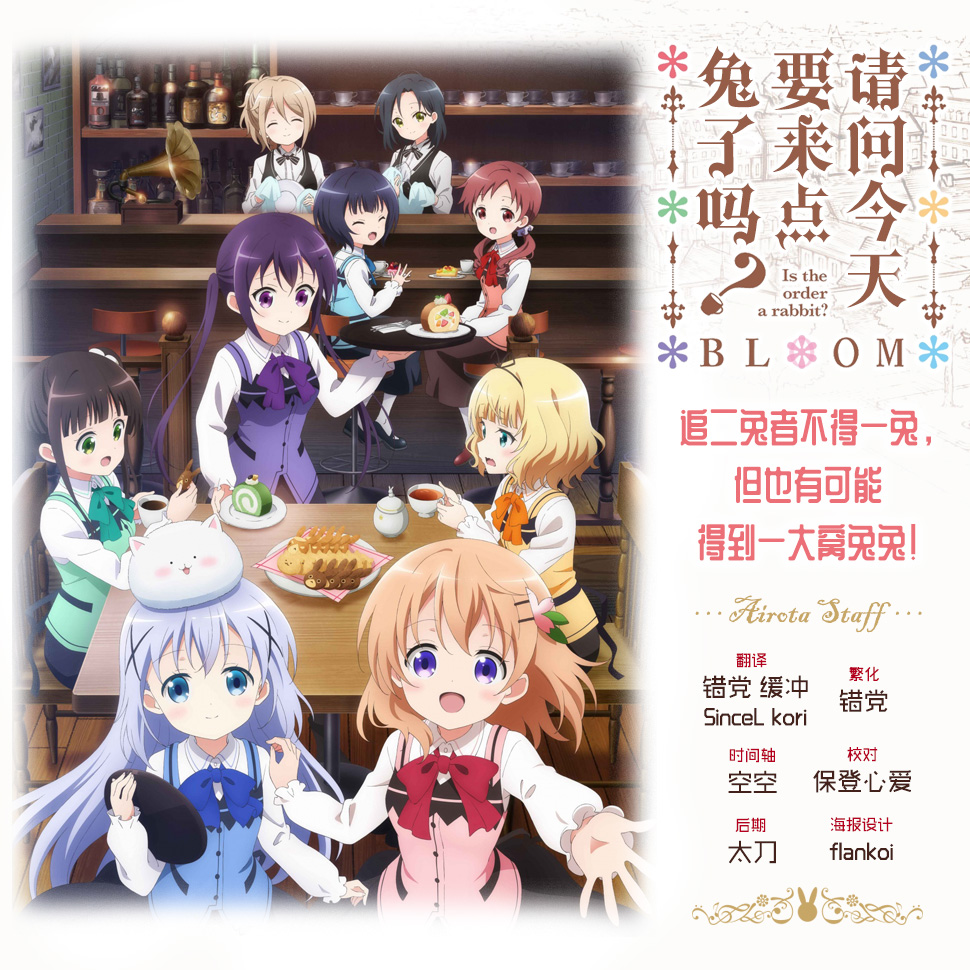 请问今天
要来点
兔了吗?
Is the
order
a rabbit?
BLOOM
追二兔者不得一兔，
但也有可能
得到一大窝兔兔！
··· Airota Staff ···
翻译
错党 缓冲
SinceL kori
繁化
错党
时间轴
空空
校对
保登心爱
后期
太刀
海报设计
flankoi